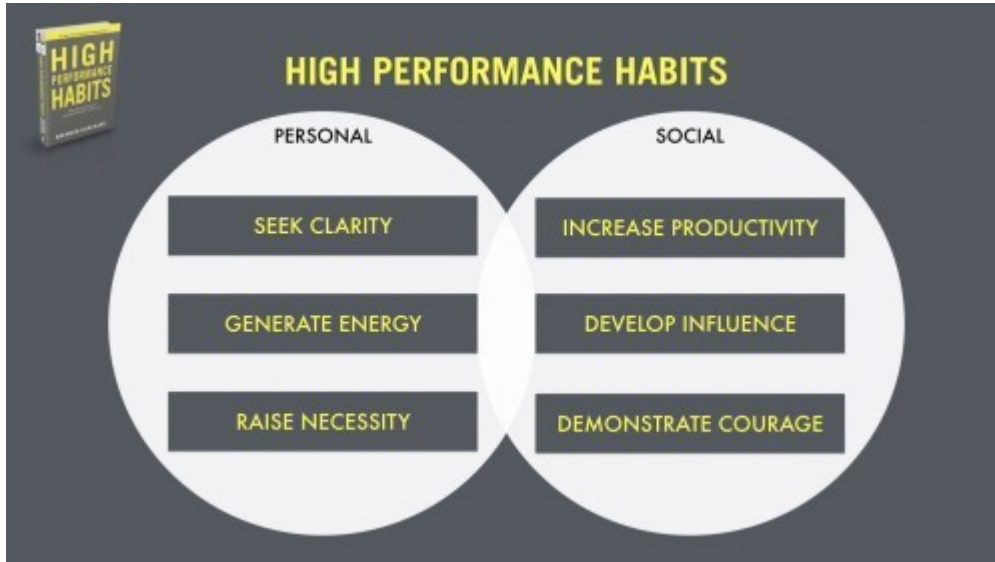 HIGH
PERFORMANCE
HABITS
HIGH PERFORMANCE HABITS
PERSONAL
SEEK CLARITY
GENERATE ENERGY
RAISE NECESSITY
SOCIAL
INCREASE PRODUCTIVITY
DEVELOP INFLUENCE
DEMONSTRATE COURAGE